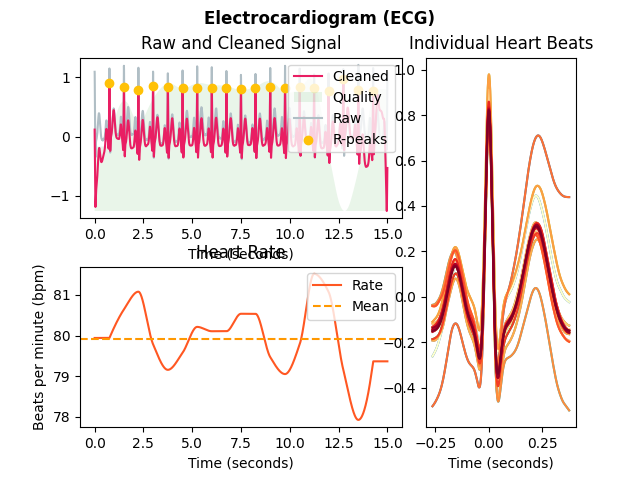 Electrocardiogram (ECG)
Raw and Cleaned Signal
1
0
−1
Cleaned
Quality
Raw
R-peaks
0.0 2.5 5.0 7.5 10.0 12.5 15.0
Time (seconds)
Heart Rate
Beats per minute (bpm)
81
80
79
78
Rate
Mean
0.0 2.5 5.0 7.5 10.0 12.5 15.0
Time (seconds)
Individual Heart Beats
1.0
0.8
0.6
0.4
0.2
0.0
−0.2
−0.4
−0.25 0.00 0.25
Time (seconds)